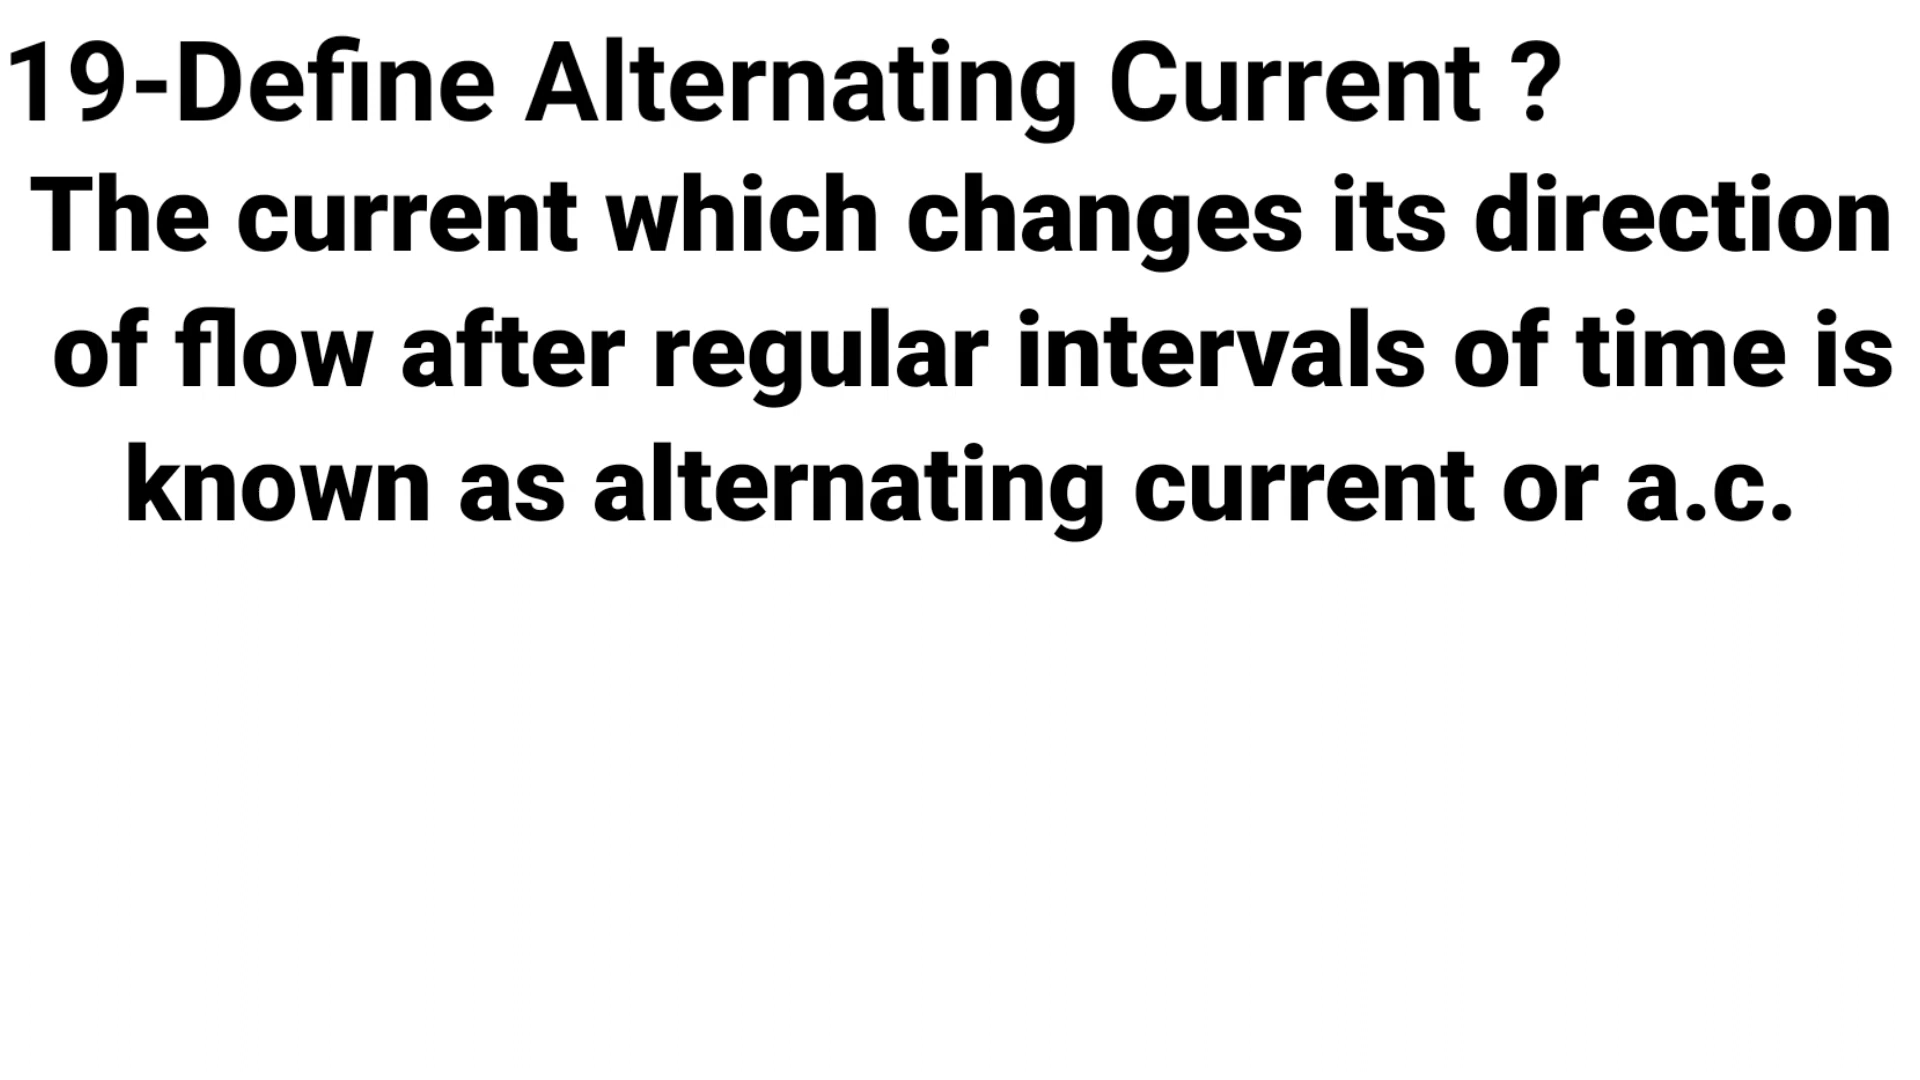 19-Define Alternating Current ?
The current which changes its direction
of flow after regular intervals of time is
known as alternating current or a.c.